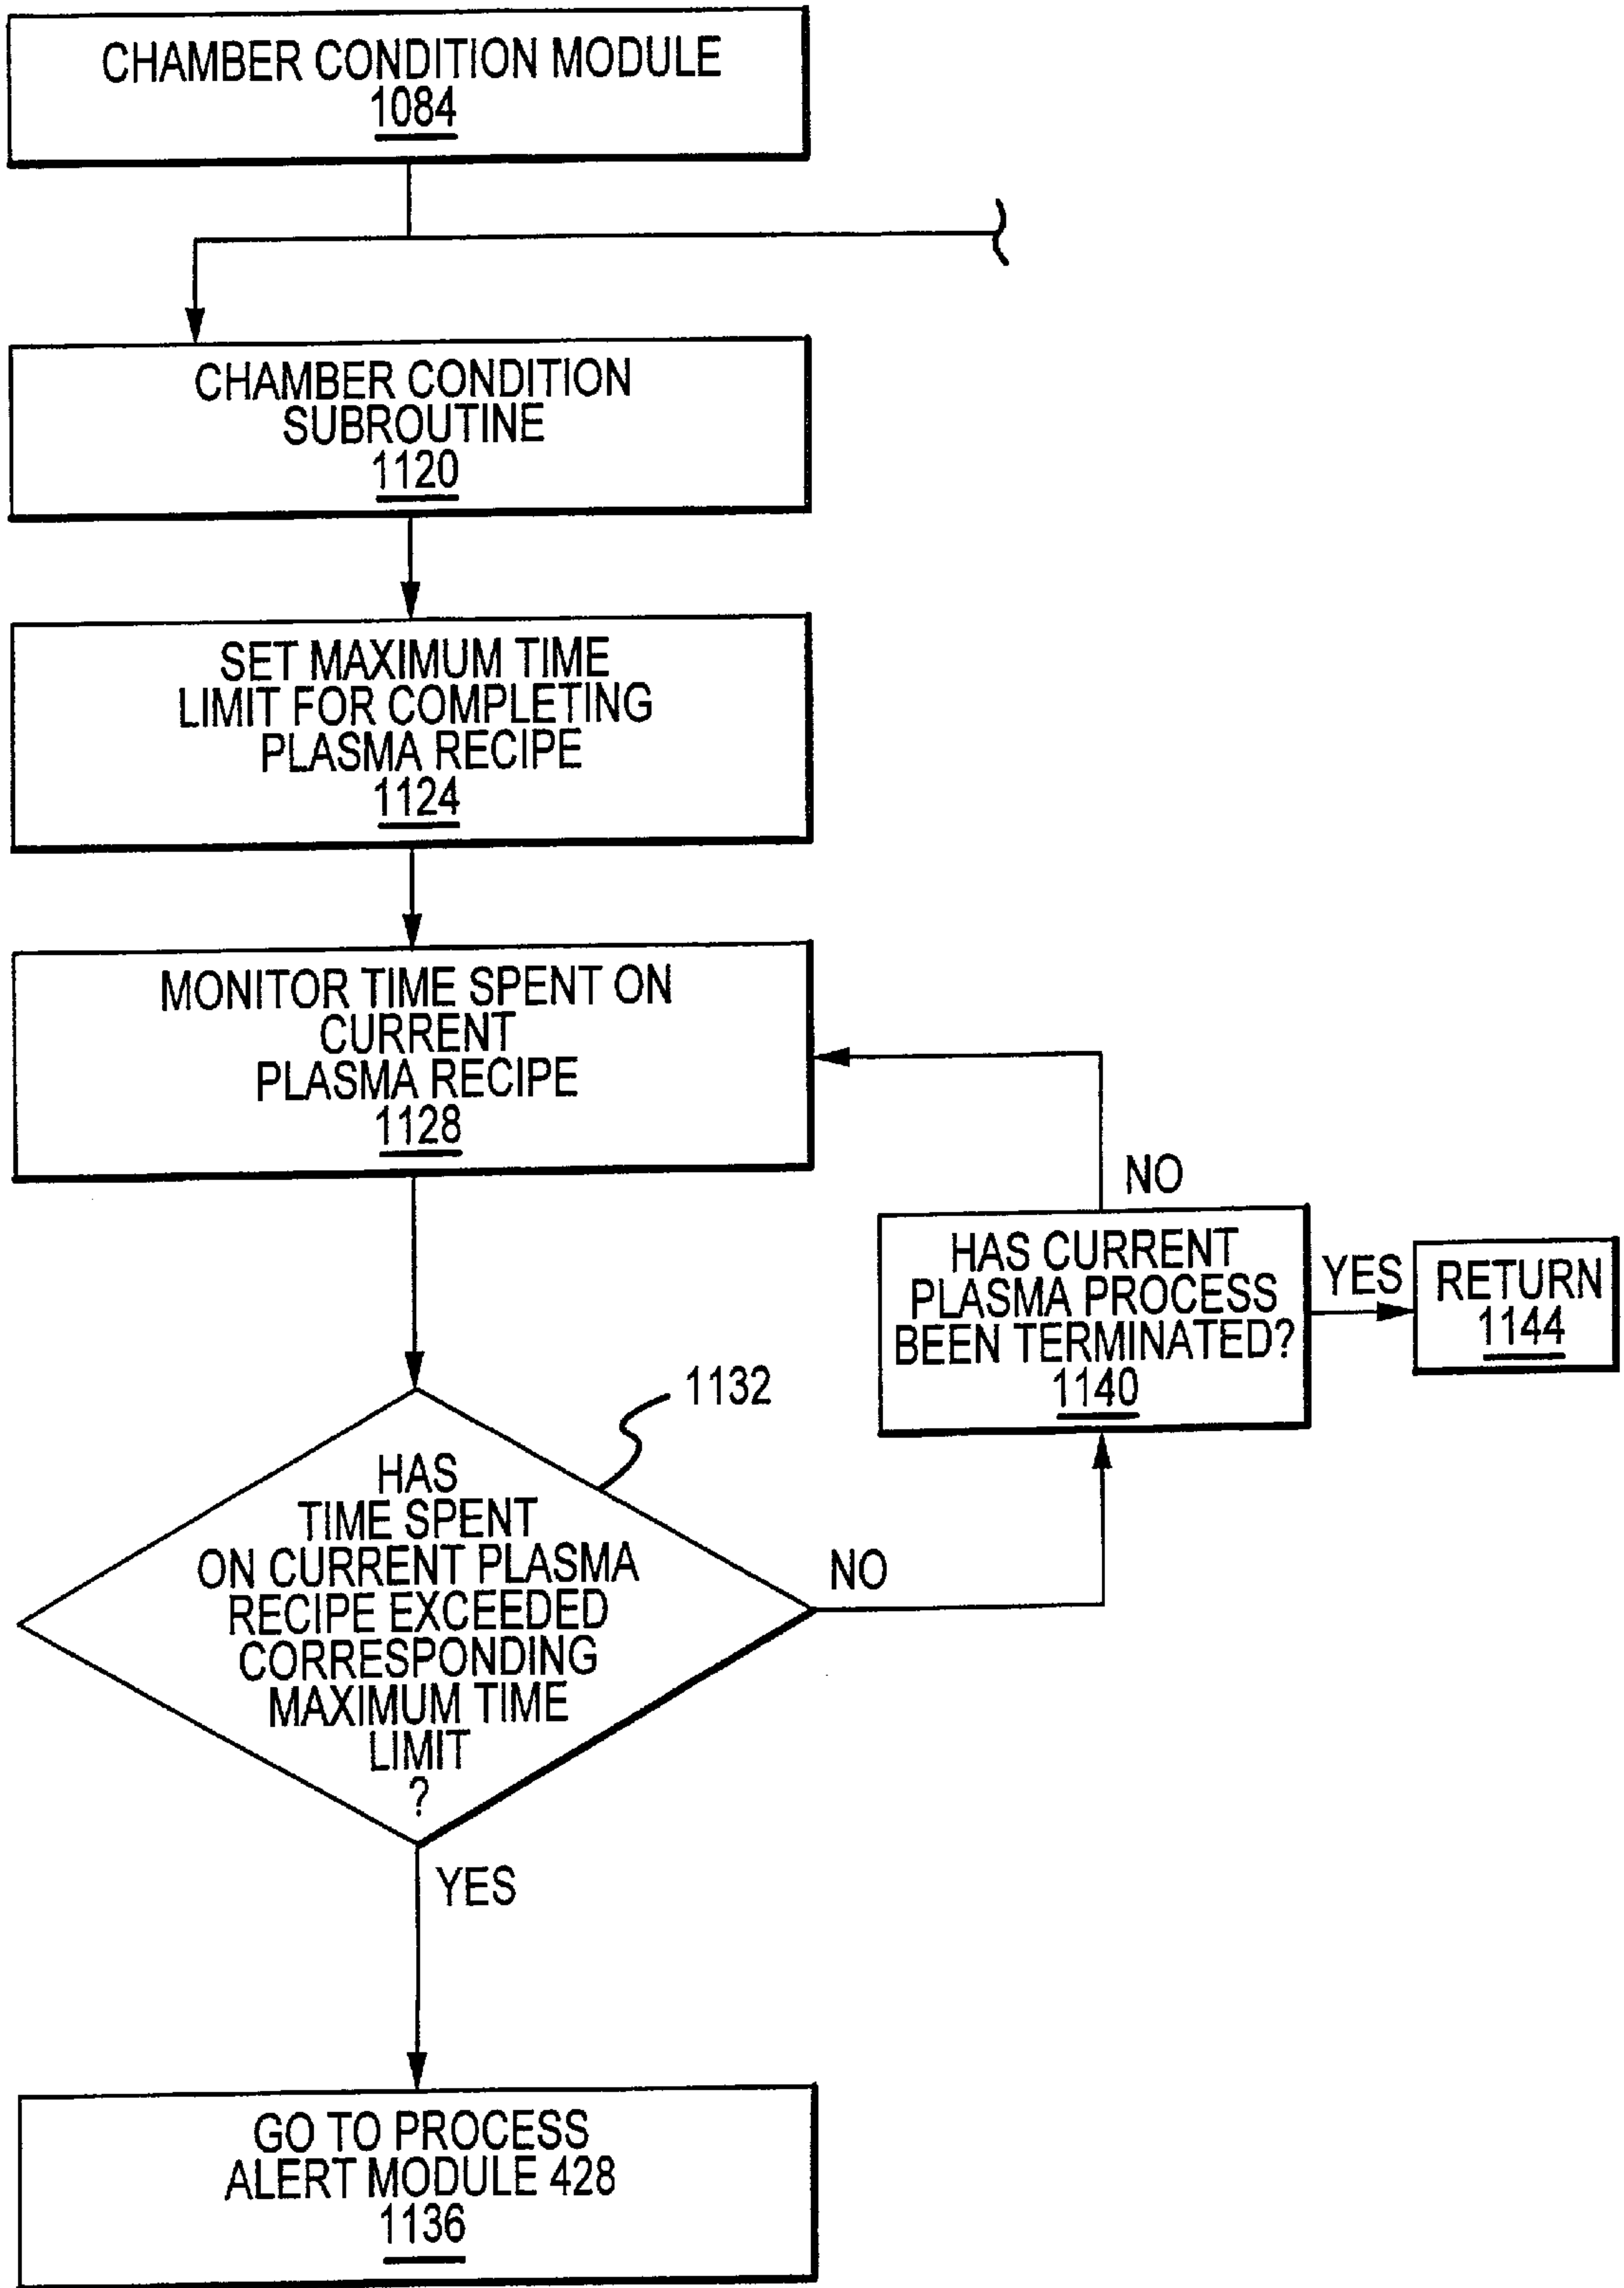 CHAMBER CONDITION MODULE
1084
CHAMBER CONDITION
SUBROUTINE
1120
SET MAXIMUM TIME
LIMIT FOR COMPLETING
PLASMA RECIPE
1124
MONITOR TIME SPENT ON
CURRENT
PLASMA RECIPE
1128
NO
HAS CURRENT
PLASMA PROCESS
BEEN TERMINATED?
1140
YES
RETURN
1144
1132
HAS
TIME SPENT
ON CURRENT PLASMA
RECIPE EXCEEDED
CORRESPONDING
MAXIMUM TIME
LIMIT
?
NO
YES
GO TO PROCESS
ALERT MODULE 428
1136